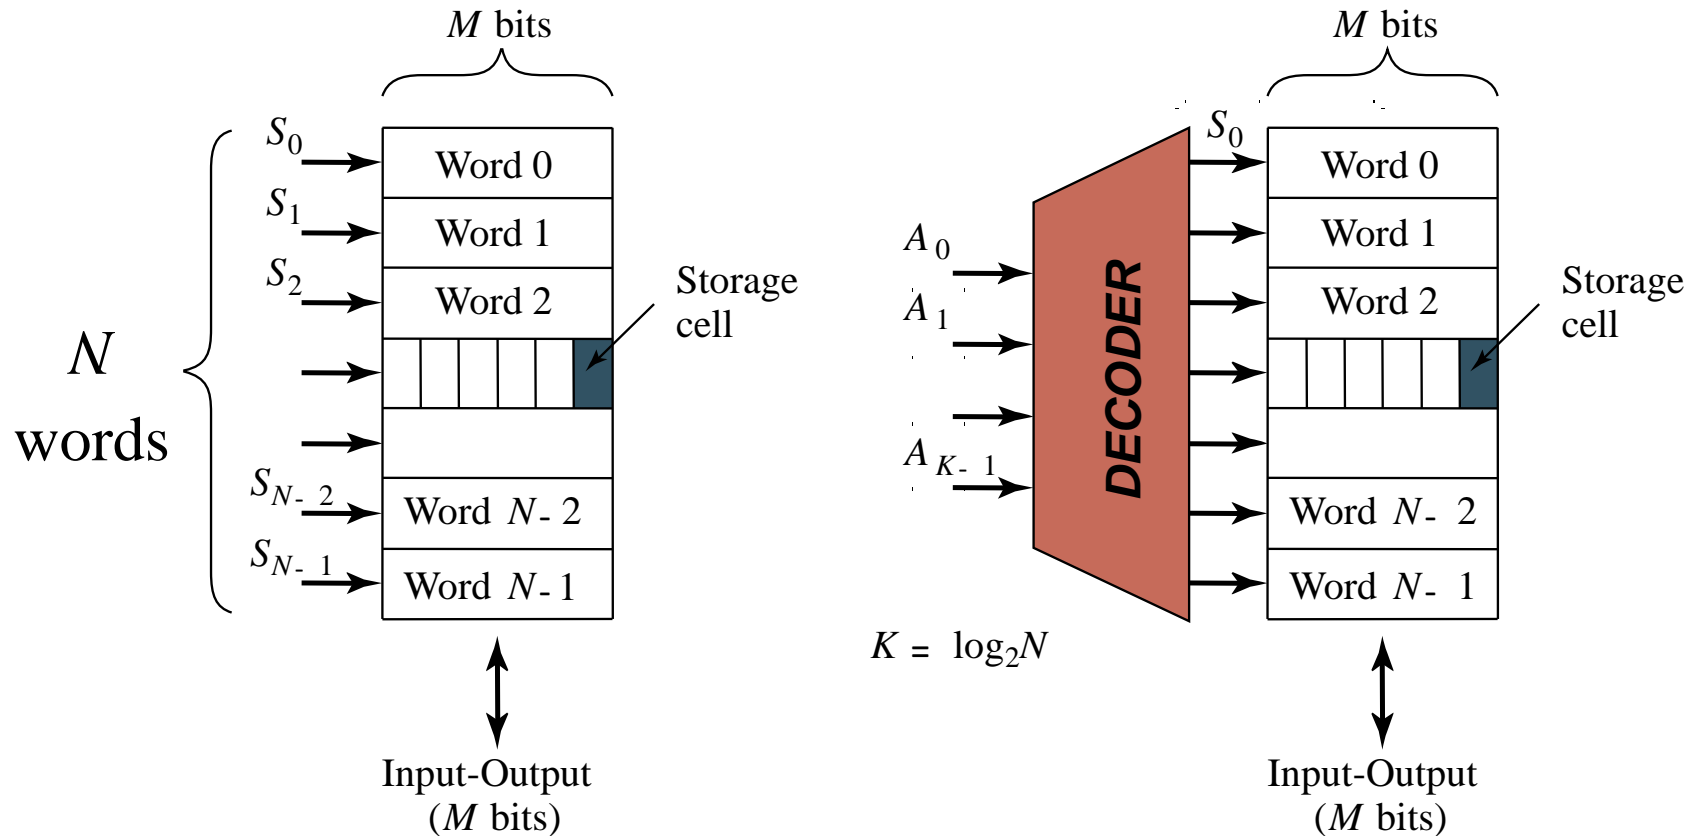 M bits
S0
Word 0
S1
Word 1
S2
Word 2
Storage
cell
N
words
SN- 2
Word N- 2
SN- 1
Word N- 1
Input-Output
(M bits)
M bits
S0
Word 0
Word 1
A0
Word 2
A1
Storage
cell
DECODER
AK- 1
Word N- 2
Word N- 1
K = log2N
Input-Output
(M bits)